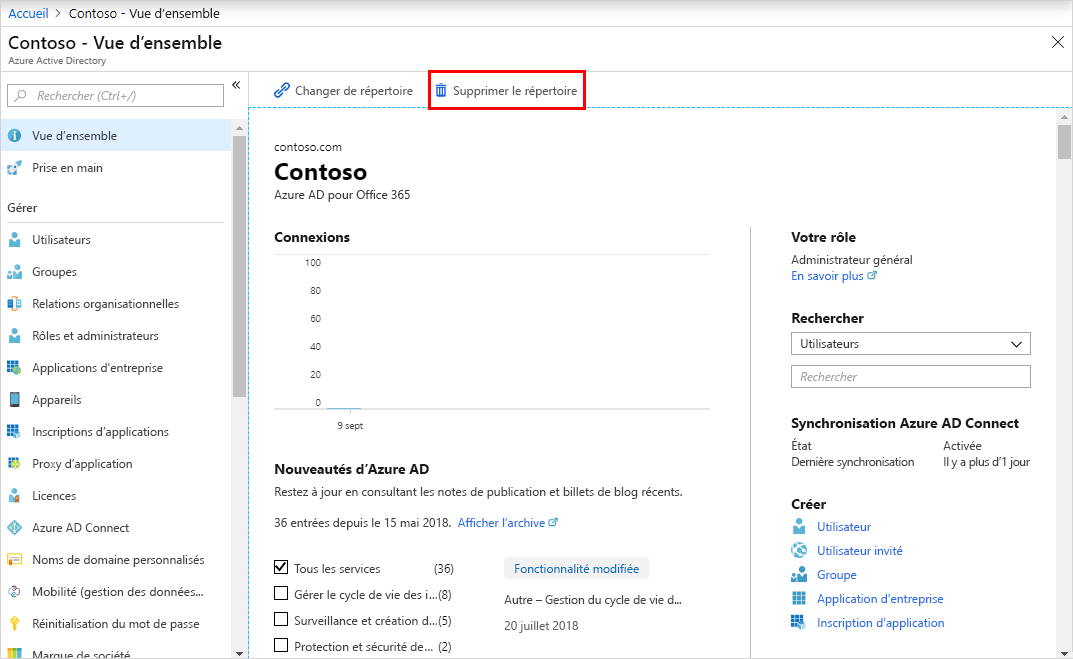 Accueil > Contoso - Vue d’ensemble
Contoso - Vue d’ensemble
Azure Active Directory
Rechercher (Ctrl+/)
Vue d’ensemble
Prise en main
Gérer
Utilisateurs
Groupes
Relations organisationnelles
Rôles et administrateurs
Applications d’entreprise
Appareils
Inscriptions d’applications
Proxy d’application
Licences
Azure AD Connect
Noms de domaine personnalisés
Mobilité (gestion des données...
Réinitialisation du mot de passe
Marque de société
Changer de répertoire
Supprimer le répertoire
contoso.com
Contoso
Azure AD pour Office 365
Connexions
100
80
60
40
20
0
9 sept
Nouveautés d’Azure AD
Restez à jour en consultant les notes de publication et billets de blog récents.
36 entrées depuis le 15 mai 2018. Afficher l’archive
Tous les services (36)
Gérer le cycle de vie des i...(8)
Surveillance et création d...(5)
Protection et sécurité de... (2)
Fonctionnalité modifiée
Autre – Gestion du cycle de vie d...
20 juillet 2018
Votre rôle
Administrateur général
En savoir plus
Rechercher
Utilisateurs
Rechercher
Synchronisation Azure AD Connect
État Activée
Dernière synchronisation Il y a plus d’1 jour
Créer
Utilisateur
Utilisateur invité
Groupe
Application d’entreprise
Inscription d’application